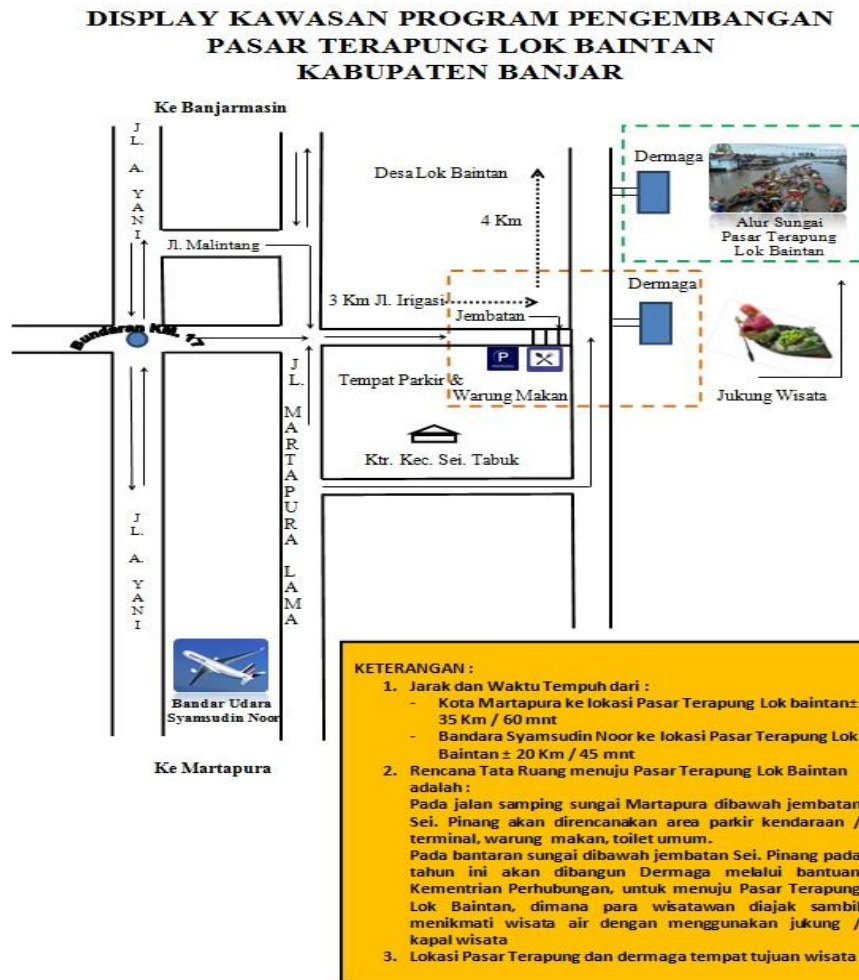 DISPLAY KAWASAN PROGRAM PENGEMBANGAN
PASAR TERAPUNG LOK BAINTAN
KABUPATEN BANJAR
Ke Banjarmasin
JL. A. YANI
Jl. Malintang
Desa Lok Baintan
4 Km
3 Km Jl. Irigasi
Jembatan
Dermaga
Alur Sungai
Pasar Terapung
Lok Baintan
Dermaga
Jukung Wisata
Bundaran KM. 17
P
Tempat Parkir &
Warung Makan
Ktr. Kec. Sei. Tabuk
JL. MARTAPURA LAMA
JL. A. YANI
Bandar Udara
Syamsudin Noor
Ke Martapura
KETERANGAN :
1. Jarak dan Waktu Tempuh dari :
- Kota Martapura ke lokasi Pasar Terapung Lok baintan±
35 Km / 60 mnt
- Bandara Syamsudin Noor ke lokasi Pasar Terapung Lok
Baintan ± 20 Km / 45 mnt
2. Rencana Tata Ruang menuju Pasar Terapung Lok Baintan
adalah :
Pada jalan samping sungai Martapura dibawah jembatan
Sei. Pinang akan direncanakan area parkir kendaraan /
terminal, warung makan, toilet umum.
Pada bantaran sungai dibawah jembatan Sei. Pinang pada
tahun ini akan dibangun Dermaga melalui bantuan
Kementrian Perhubungan, untuk menuju Pasar Terapung
Lok Baintan, dimana para wisatawan diajak sambil
menikmati wisata air dengan menggunakan jukung /
kapal wisata
3. Lokasi Pasar Terapung dan dermaga tempat tujuan wisata